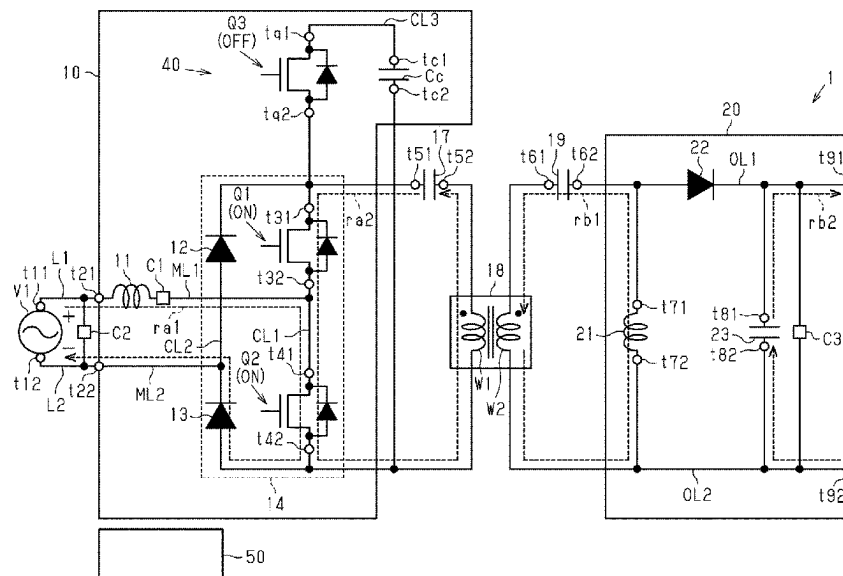 Q3
(OFF)
tq1
CL3
10
40
tc1
Cc
tc2
1
tq2
20
17
19
22
t51
t52
t61
t62
OL1
t91
Q1
(ON)
t31
ra2
rb1
rb2
12
L1
t11
t21
11
C1
ML1
t32
18
V1
+
C2
ra1
CL1
t71
t81
21
23
C3
CL2
t41
−
t12
t22
Q2
(ON)
W1
t72
t82
L2
ML2
W2
13
t42
14
OL2
t92
50